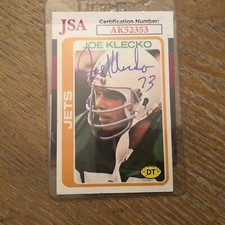 JSA
Certification Number:
AK52353
JOE KLECKO
Joe Klecko
73
JETS
DT